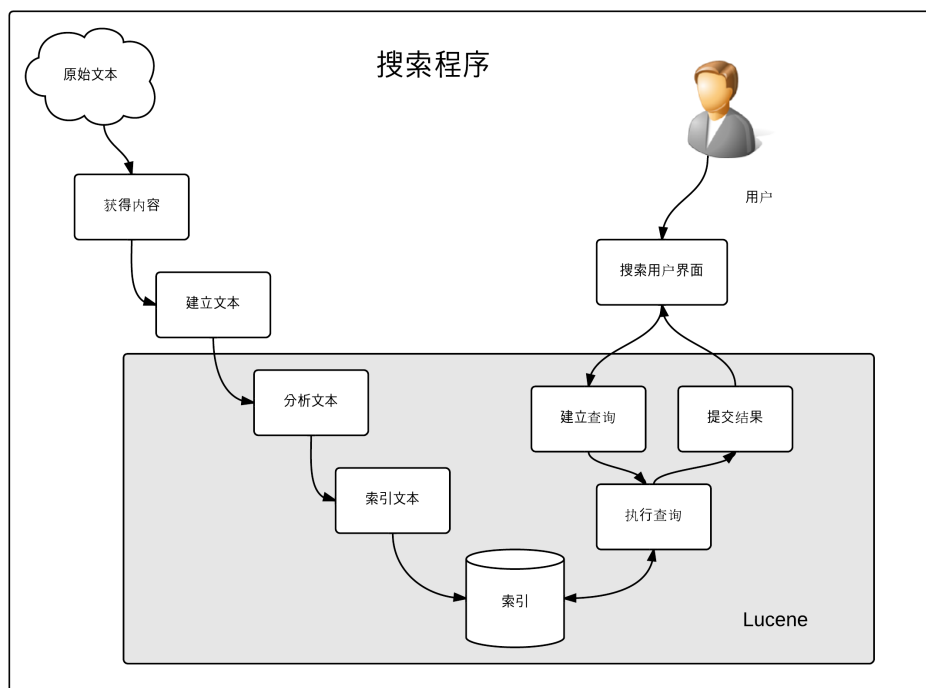 搜索程序
原始文本
获得内容
建立文本
分析文本
索引文本
索引
用户
搜索用户界面
建立查询
提交结果
执行查询
Lucene